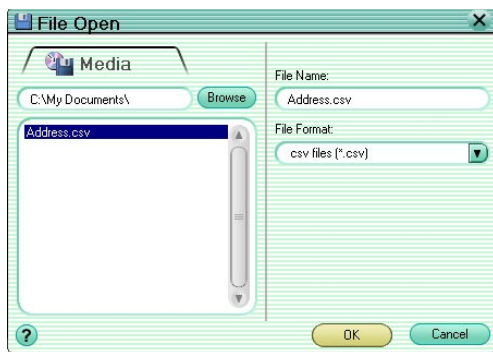 File Open
Media
C:\My Documents\
Browse
Address.csv
File Name:
Address.csv
File Format:
csv files (*.csv)
?
OK
Cancel